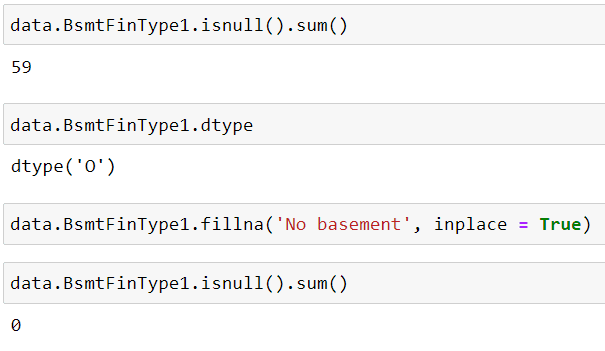 data.BsmtFinType1.isnull().sum()
59
data.BsmtFinType1.dtype
dtype('O')
data.BsmtFinType1.fillna('No basement', inplace = True)
data.BsmtFinType1.isnull().sum()
0